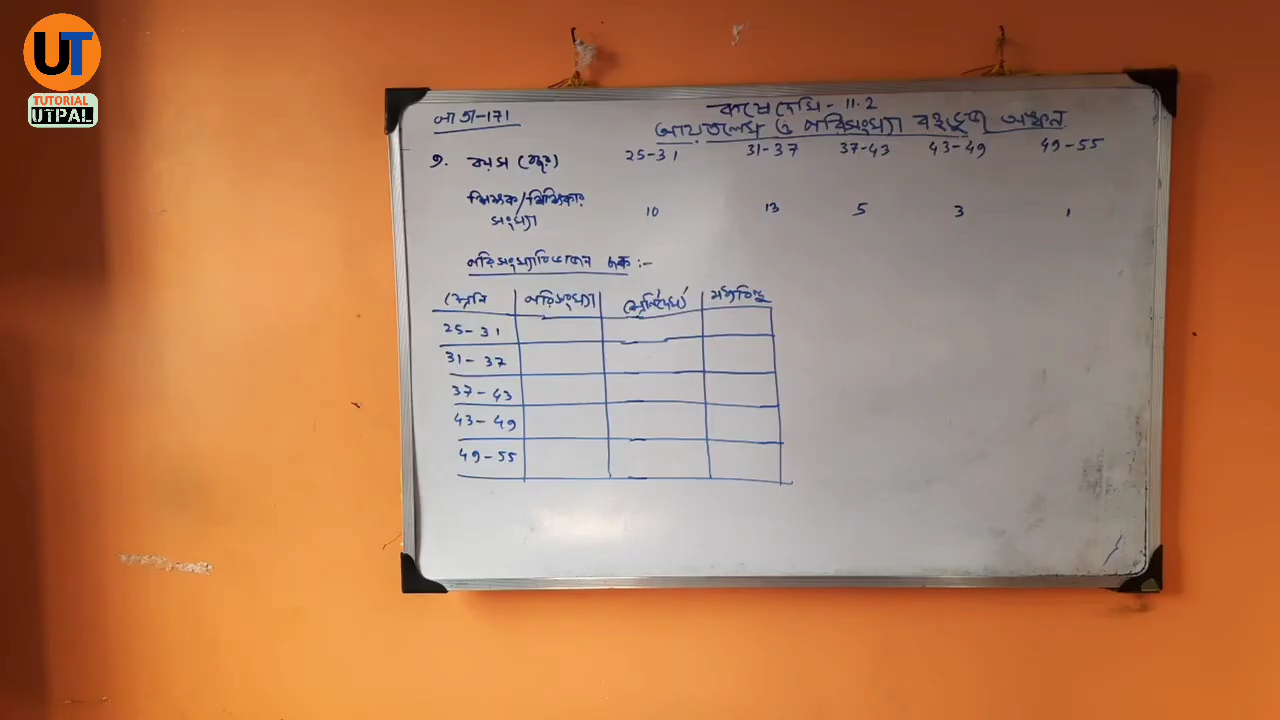 UT
TUTORIAL
UTPAL
পাতা-171
কষে দেখি - 11.2
আয়তলেখ ও পরিসংখ্যা বহুভুজ অঙ্কন
৭. বয়স (বছর) 25-31 31-37 37-43 43-49 49-55
শিক্ষক/শিক্ষিকার
সংখ্যা 10 13 5 3 1
পরিসংখ্যাবিভাজন ছক :-
শ্রেনি পরিসংখ্যা শ্রেনিদৈর্ঘ্য মধ্যবিন্দু
25-31
31-37
37-43
43-49
49-55